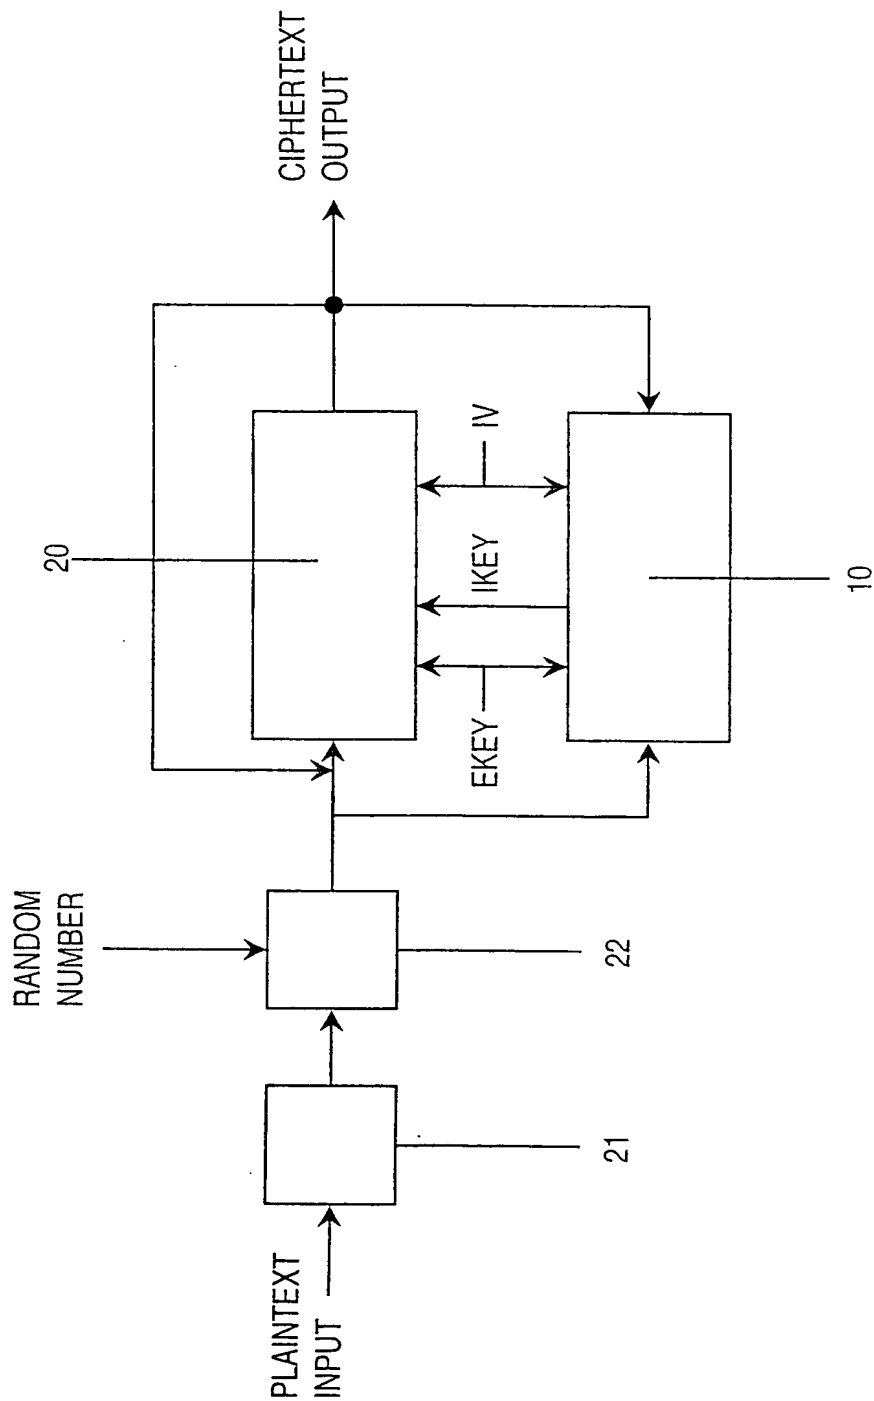 PLAINTEXT
INPUT
21
RANDOM
NUMBER
22
20
EKEY
IKEY
IV
10
CIPHERTEXT
OUTPUT